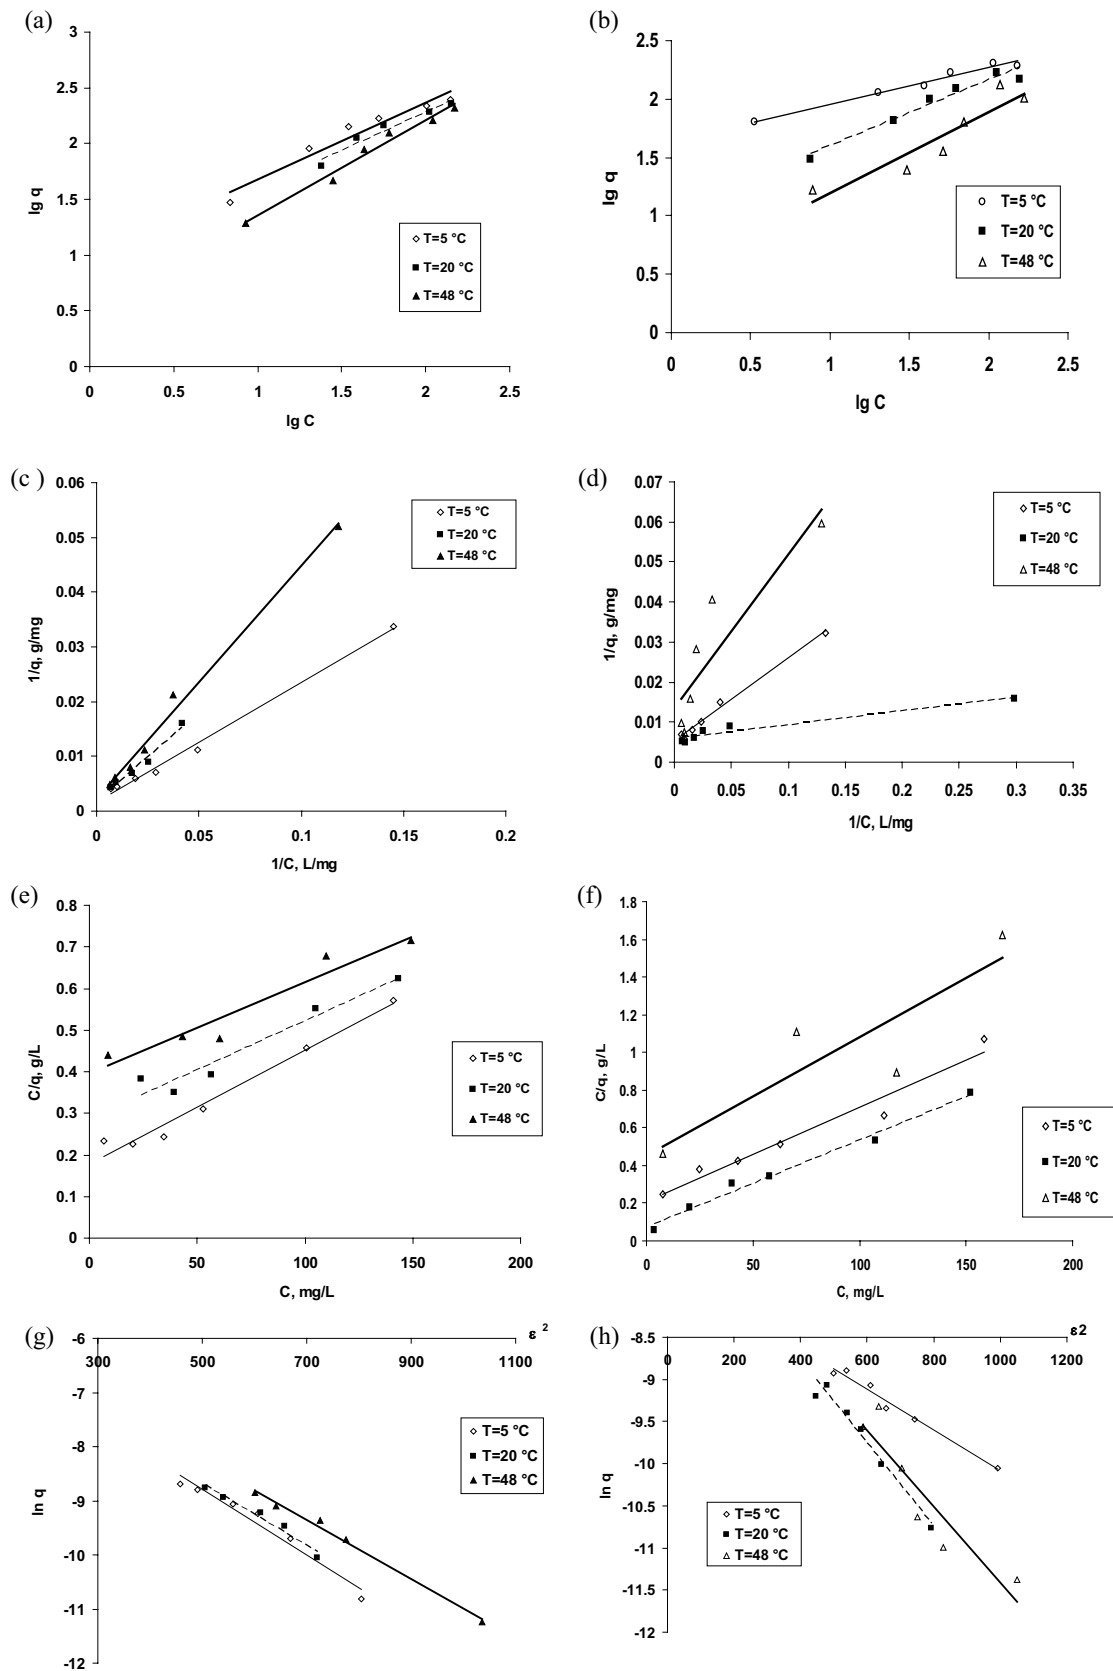 (a)
3
2.5
2
1.5
1
0.5
0
0
0.5
1
1.5
2
2.5
lg q
lg C
T=5 °C
T=20 °C
T=48 °C
(b)
2.5
2
1.5
1
0.5
0
0
0.5
1
1.5
2
2.5
lg q
lg C
T=5 °C
T=20 °C
T=48 °C
(c )
0.06
0.05
0.04
0.03
0.02
0.01
0
0
0.05
0.1
0.15
0.2
1/q, g/mg
1/C, L/mg
T=5 °C
T=20 °C
T=48 °C
(d)
0.07
0.06
0.05
0.04
0.03
0.02
0.01
0
0
0.05
0.1
0.15
0.2
0.25
0.3
0.35
1/q, g/mg
1/C, L/mg
T=5 °C
T=20 °C
T=48 °C
(e)
0.8
0.7
0.6
0.5
0.4
0.3
0.2
0.1
0
0
50
100
150
200
C/q, g/L
C, mg/L
T=5 °C
T=20 °C
T=48 °C
(f)
1.8
1.6
1.4
1.2
1
0.8
0.6
0.4
0.2
0
0
50
100
150
200
C/q, g/L
C, mg/L
T=5 °C
T=20 °C
T=48 °C
(g)
-6
-7
-8
-9
-10
-11
-12
300
500
700
900
1100
ε 2
ln q
T=5 °C
T=20 °C
T=48 °C
(h)
-8.5
-9
-9.5
-10
-10.5
-11
-11.5
-12
0
200
400
600
800
1000
1200
ε2
ln q
T=5 °C
T=20 °C
T=48 °C